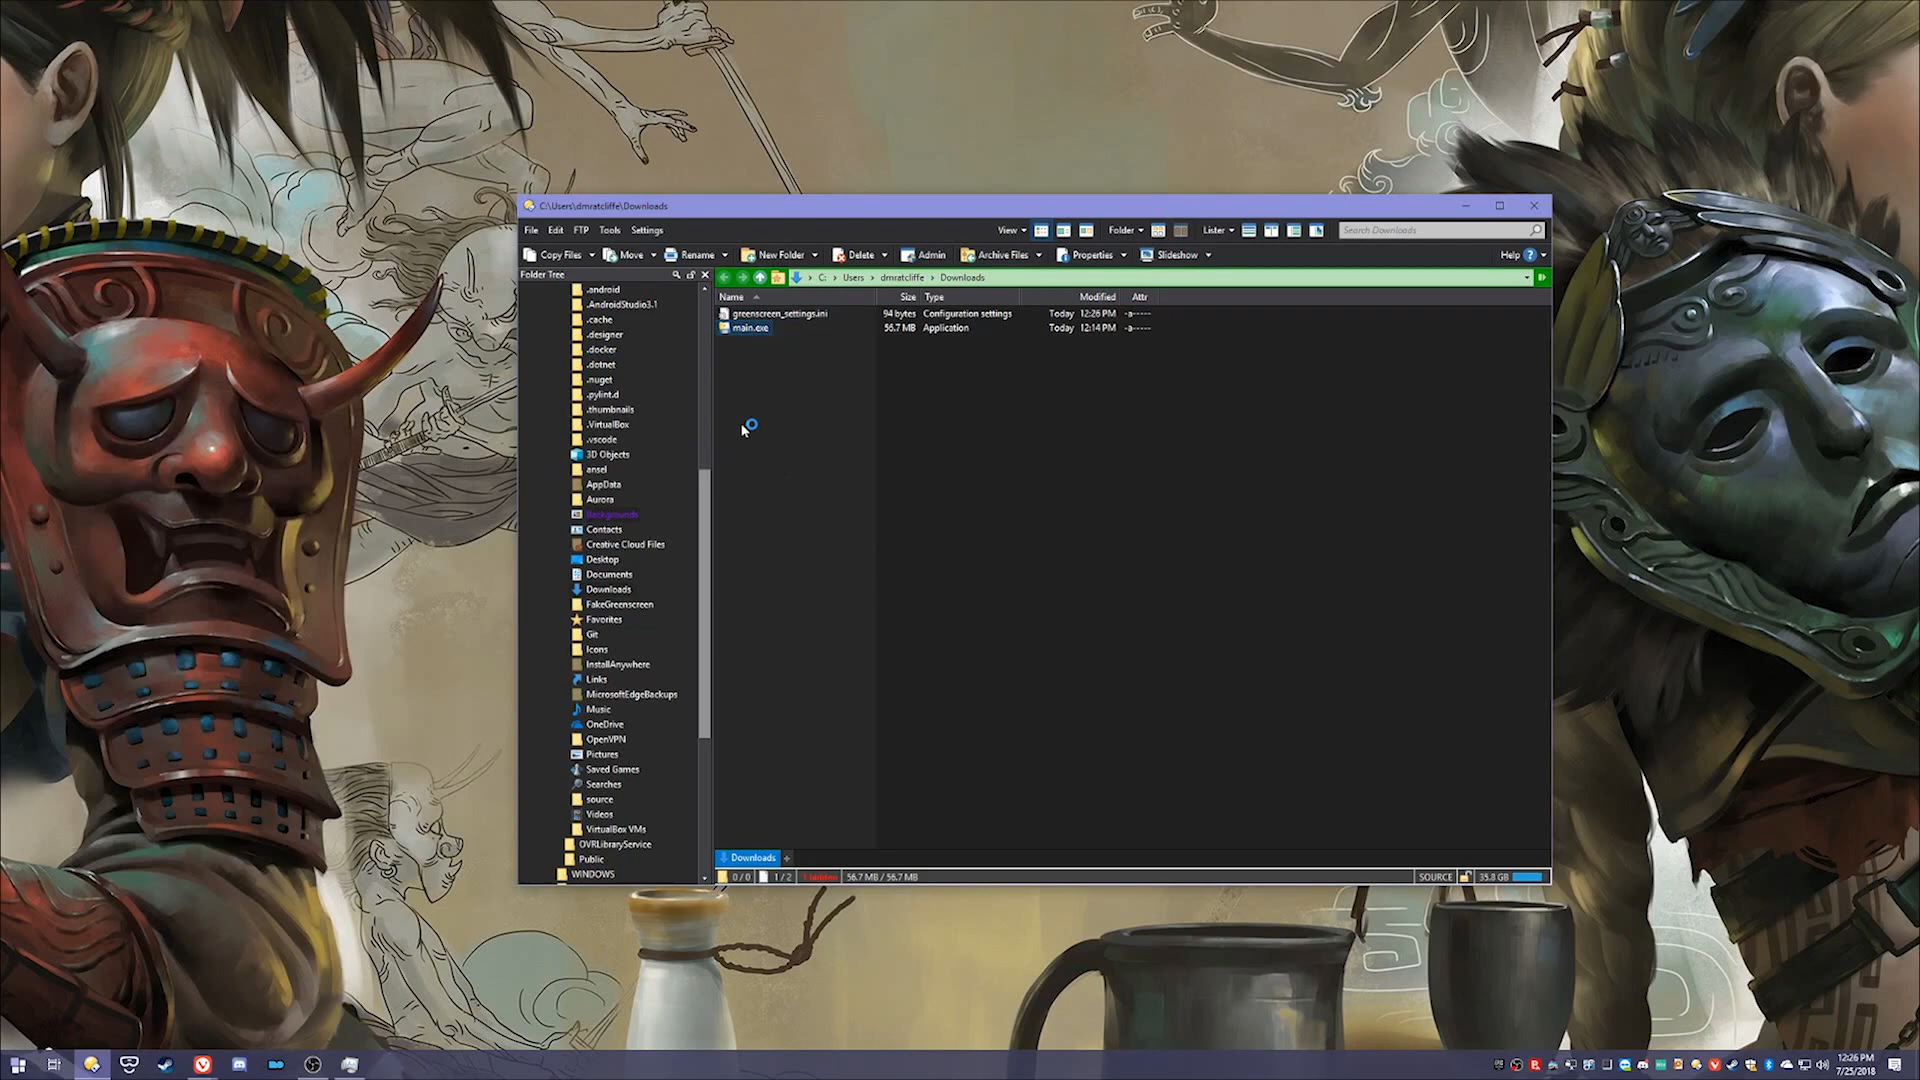 C:\Users\dmratcliffe\Downloads
File Edit FTP Tools Settings View Folder Lister Search Downloads
Copy Files Move Rename New Folder Delete Admin Archive Files Properties Slideshow Help
Folder Tree C: Users dmratcliffe Downloads
Name Size Type Modified Attr
greenscreen_settings.ini 94 bytes Configuration settings Today 12:26 PM -a-----
main.exe 56.7 MB Application Today 12:14 PM -a-----
.android
.AndroidStudio3.1
.cache
.designer
.docker
.dotnet
.nuget
.pylint.d
.thumbnails
.VirtualBox
.vscode
3D Objects
ansel
AppData
Aurora
Backgrounds
Contacts
Creative Cloud Files
Desktop
Documents
Downloads
FakeGreenscreen
Favorites
Git
Icons
InstallAnywhere
Links
MicrosoftEdgeBackups
Music
OneDrive
OpenVPN
Pictures
Saved Games
Searches
source
Videos
VirtualBox VMs
OVRLibraryService
Public
WINDOWS
Downloads
0 / 0 1 / 2 1 hidden 56.7 MB / 56.7 MB SOURCE 35.8 GB
12:26 PM
7/25/2018